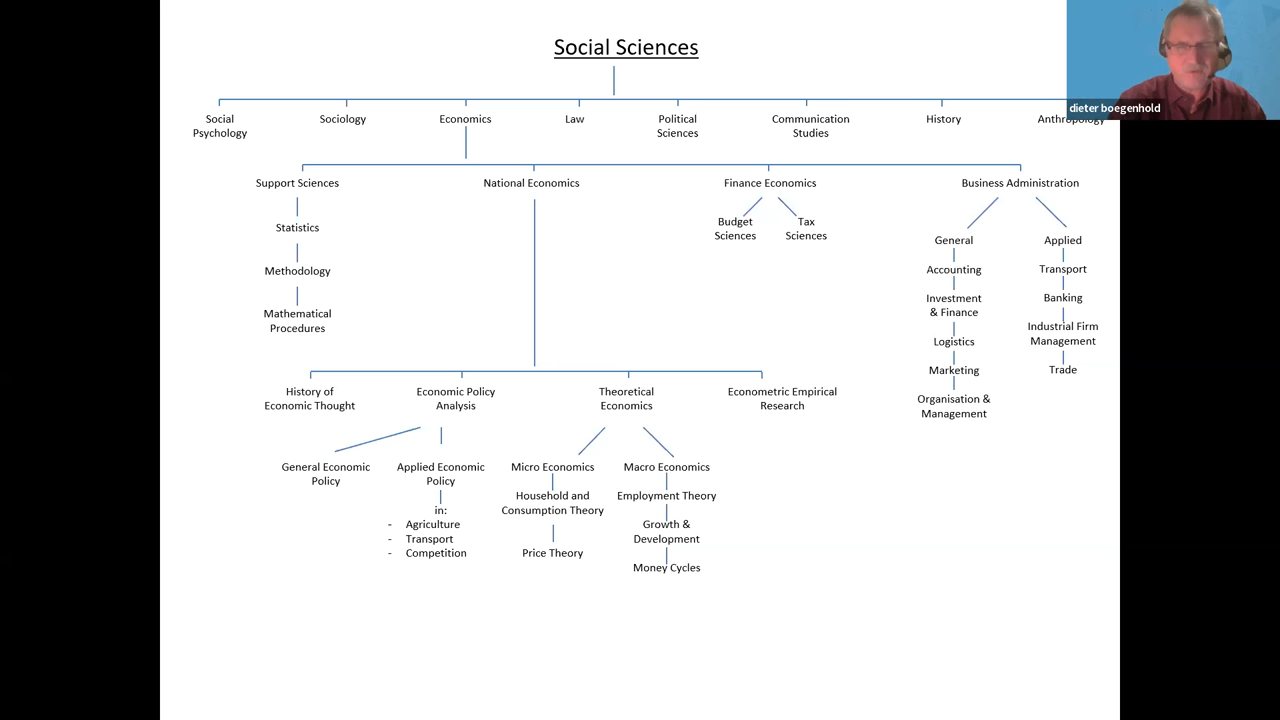 Social Sciences
dieter boegenhold
Social
Psychology
Sociology
Economics
Law
Political
Sciences
Communication
Studies
History
Anthropology
Support Sciences
National Economics
Finance Economics
Business Administration
Statistics
Methodology
Mathematical
Procedures
Budget
Sciences
Tax
Sciences
General
Accounting
Investment
& Finance
Logistics
Marketing
Organisation &
Management
Applied
Transport
Banking
Industrial Firm
Management
Trade
History of
Economic Thought
Economic Policy
Analysis
Theoretical
Economics
Econometric Empirical
Research
General Economic
Policy
Applied Economic
Policy
in:
- Agriculture
- Transport
- Competition
Micro Economics
Household and
Consumption Theory
Price Theory
Macro Economics
Employment Theory
Growth &
Development
Money Cycles